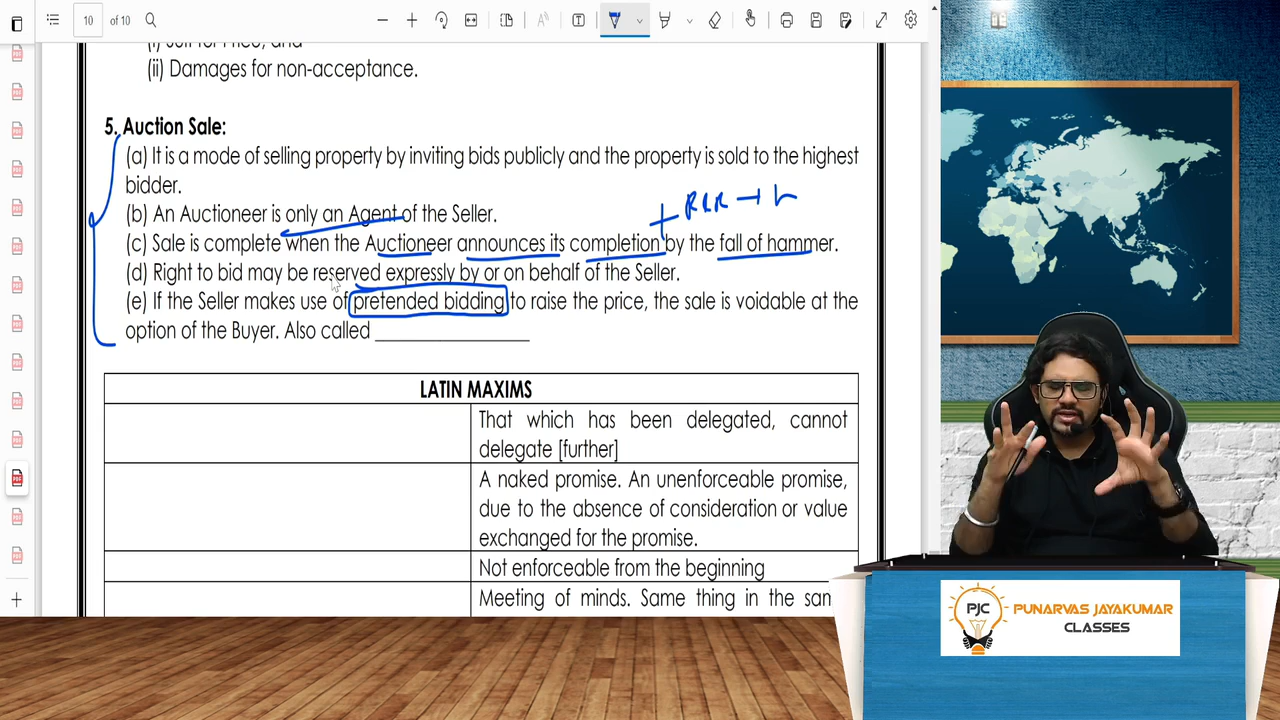 10 of 10
(ii) Damages for non-acceptance.
5. Auction Sale:
(a) It is a mode of selling property by inviting bids publicly and the property is sold to the highest
bidder.
(b) An Auctioneer is only an Agent of the Seller.
(c) Sale is complete when the Auctioneer announces its completion by the fall of hammer.
(d) Right to bid may be reserved expressly by or on behalf of the Seller.
(e) If the Seller makes use of pretended bidding to raise the price, the sale is voidable at the
option of the Buyer. Also called ________________
LATIN MAXIMS
That which has been delegated, cannot
delegate [further]
A naked promise. An unenforceable promise,
due to the absence of consideration or value
exchanged for the promise.
Not enforceable from the beginning
Meeting of minds. Same thing in the
PJC
PUNARVAS JAYAKUMAR
CLASSES